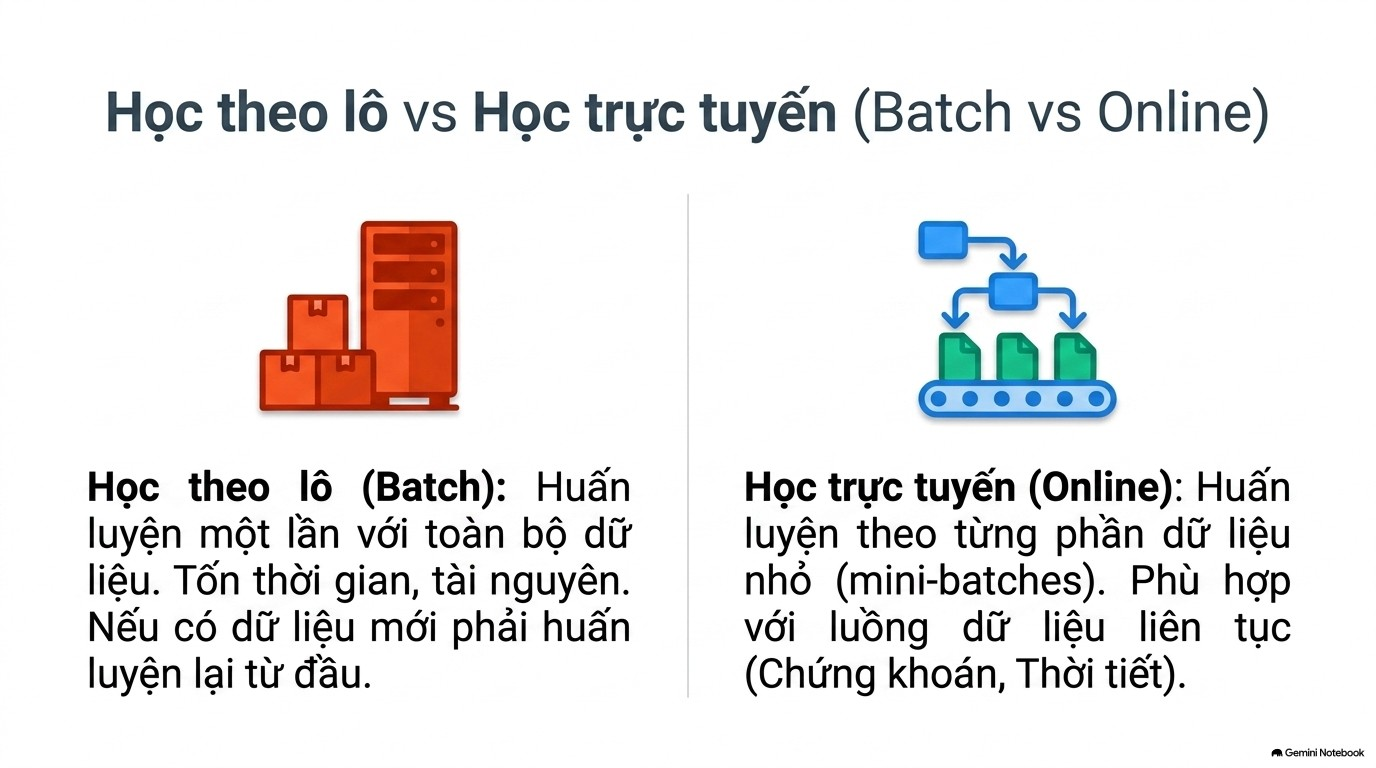 Học theo lô vs Học trực tuyến (Batch vs Online)
Học theo lô (Batch): Huấn
luyện một lần với toàn bộ dữ
liệu. Tốn thời gian, tài nguyên.
Nếu có dữ liệu mới phải huấn
luyện lại từ đầu.
Học trực tuyến (Online): Huấn
luyện theo từng phần dữ liệu
nhỏ (mini-batches). Phù hợp
với luồng dữ liệu liên tục
(Chứng khoán, Thời tiết).
Gemini Notebook